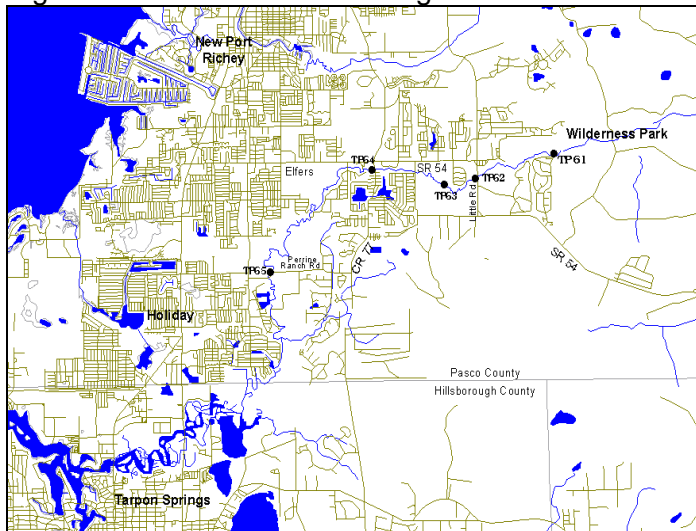 New Port
Richey
Wilderness Park
TP61
TP64
SR 54
TP62
Elfers
TP63
Little Rd
CR 77
SR 54
Perrine
Ranch Rd
TP65
Holiday
Pasco County
Hillsborough County
Tarpon Springs